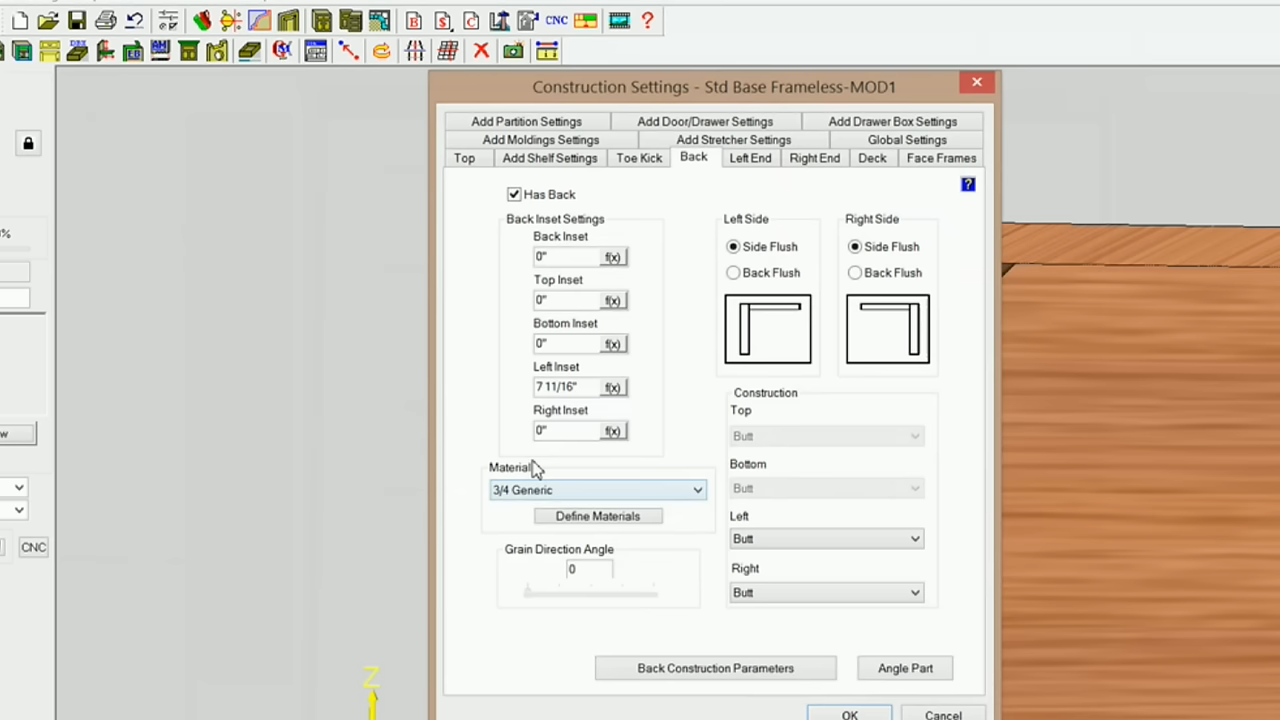 B $ C CNC ?
Construction Settings - Std Base Frameless-MOD1
Add Partition Settings Add Door/Drawer Settings Add Drawer Box Settings
Add Moldings Settings Add Stretcher Settings Global Settings
Top Add Shelf Settings Toe Kick Back Left End Right End Deck Face Frames
?
Has Back
Back Inset Settings
Back Inset
0" f(x)
Top Inset
0" f(x)
Bottom Inset
0" f(x)
Left Inset
7 11/16" f(x)
Right Inset
0" f(x)
Left Side
Side Flush
Back Flush
Right Side
Side Flush
Back Flush
Material
3/4 Generic
Define Materials
Grain Direction Angle
0
Construction
Top
Butt
Bottom
Butt
Left
Butt
Right
Butt
Back Construction Parameters Angle Part
OK Cancel
%
w
CNC
Z